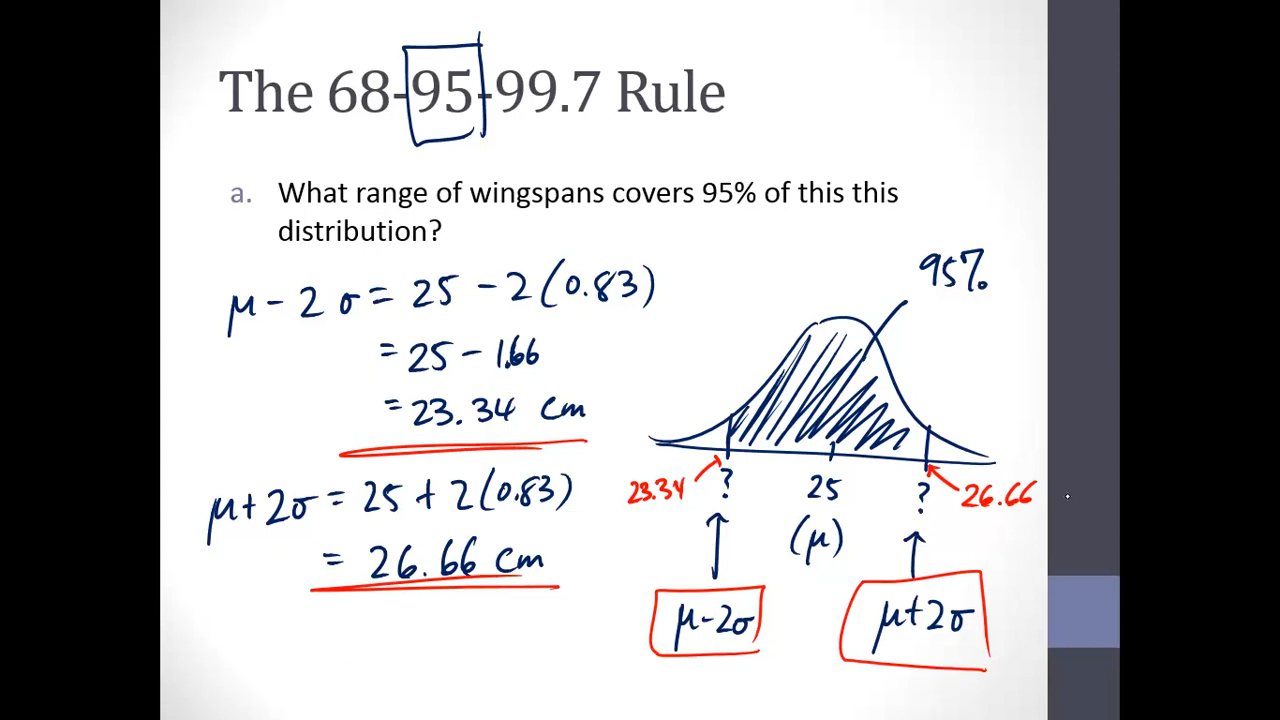 The 68-95-99.7 Rule
a. What range of wingspans covers 95% of this this
distribution?
μ - 2σ = 25 - 2(0.83)
= 25 - 1.66
= 23.34 cm
μ+2σ = 25 + 2(0.83)
= 26.66 cm
95%
23.34 ? 25 ? 26.66
(μ)
μ-2σ μ+2σ